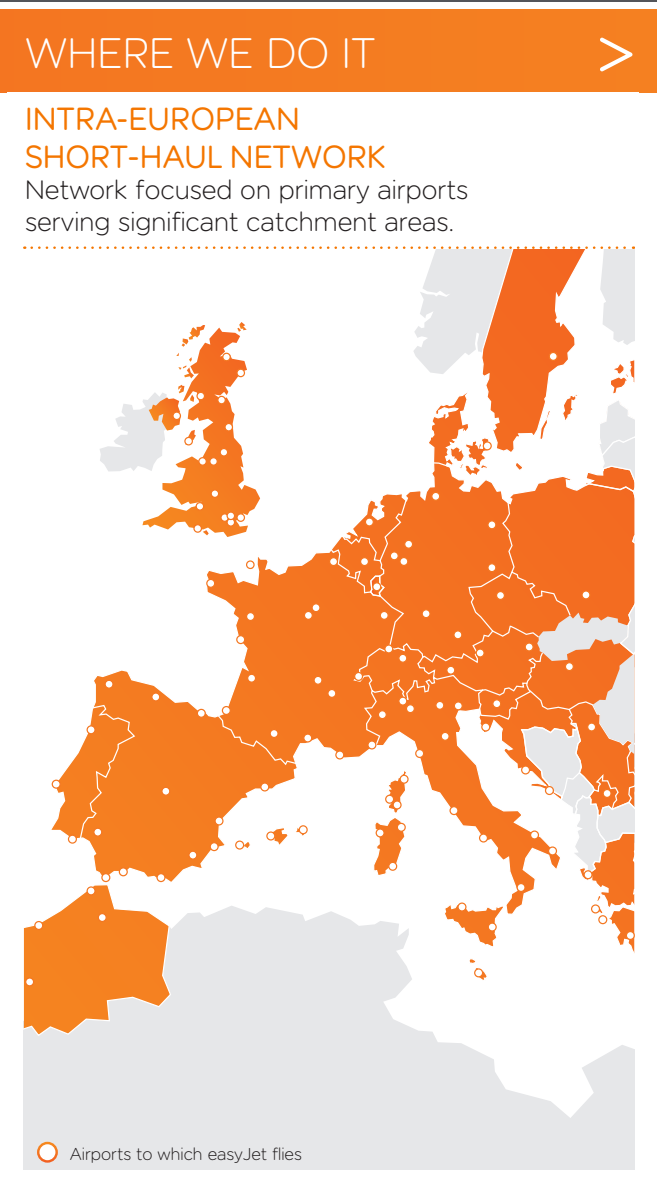 WHERE WE DO IT >
INTRA-EUROPEAN
SHORT-HAUL NETWORK
Network focused on primary airports
serving significant catchment areas.
Airports to which easyJet flies